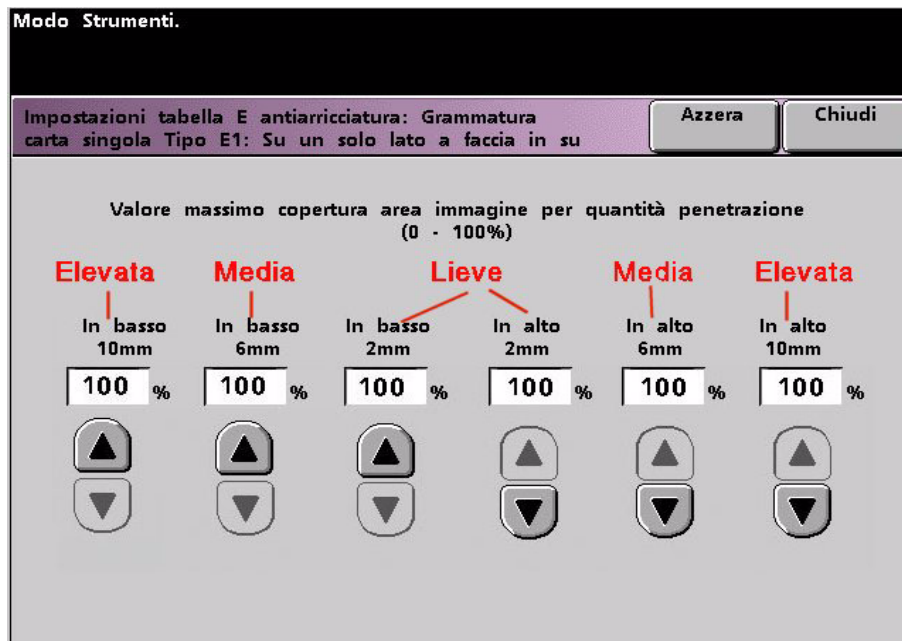 Modo Strumenti.
Impostazioni tabella E antiarricciatura: Grammatura
carta singola Tipo E1: Su un solo lato a faccia in su
Azzera
Chiudi
Valore massimo copertura area immagine per quantità penetrazione
(0 - 100%)
Elevata Media Lieve Media Elevata
In basso In basso In basso In alto In alto In alto
10mm 6mm 2mm 2mm 6mm 10mm
100 % 100 % 100 % 100 % 100 % 100 %